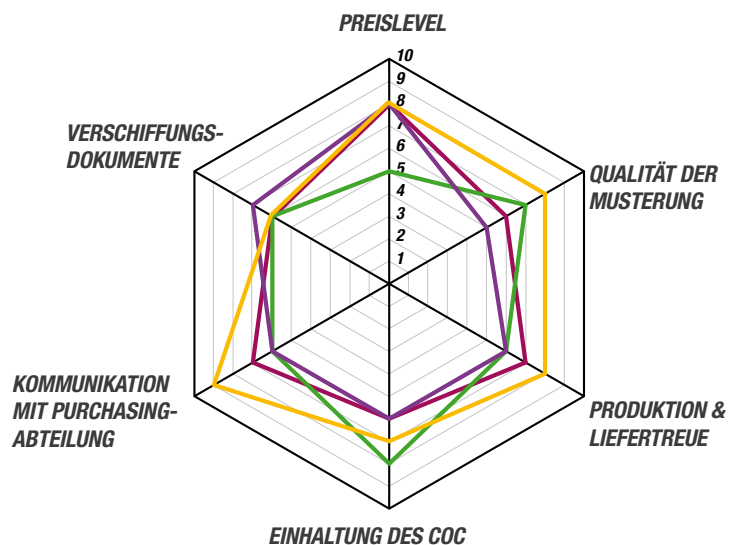 PREISLEVEL
10
9
8
7
6
5
4
3
2
1
VERSCHIFFUNGS-
DOKUMENTE
QUALITÄT DER
MUSTERUNG
KOMMUNIKATION
MIT PURCHASING-
ABTEILUNG
PRODUKTION &
LIEFERTREUE
EINHALTUNG DES COC